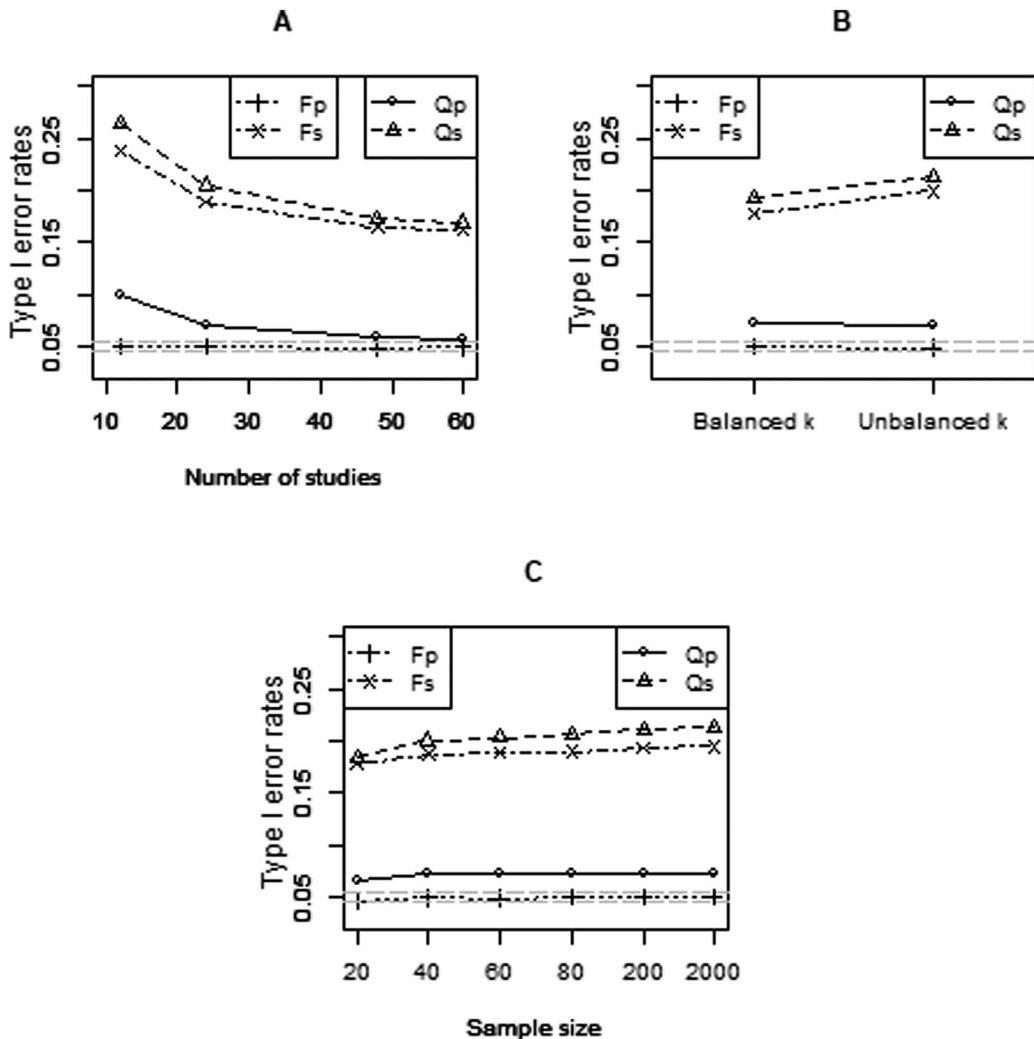 A
Fp
Fs
Qp
Qs
Type I error rates
0.05 0.15 0.25
10 20 30 40 50 60
Number of studies
B
Fp
Fs
Qp
Qs
Type I error rates
0.05 0.15 0.25
Balanced k Unbalanced k
C
Fp
Fs
Qp
Qs
Type I error rates
0.05 0.15 0.25
20 40 60 80 200 2000
Sample size